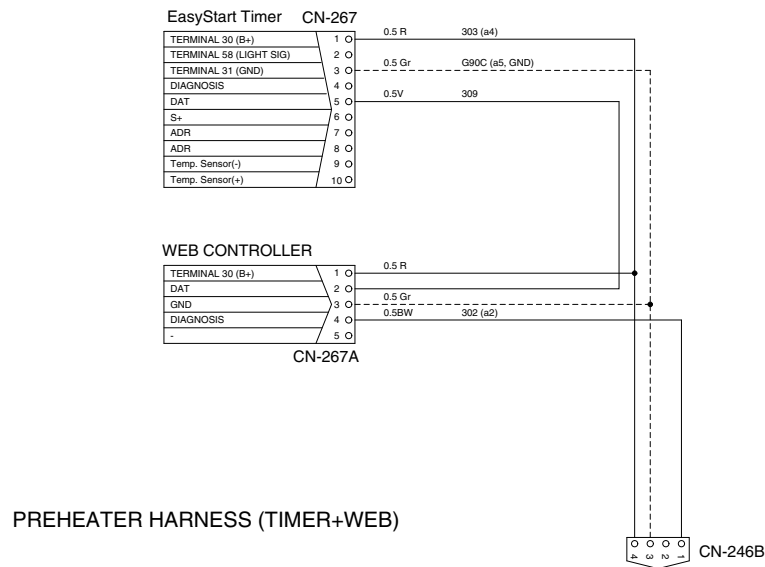 EasyStart Timer CN-267
TERMINAL 30 (B+) 1 0.5 R 303 (a4)
TERMINAL 58 (LIGHT SIG) 2
TERMINAL 31 (GND) 3 0.5 Gr G90C (a5, GND)
DIAGNOSIS 4
DAT 5 0.5V 309
S+ 6
ADR 7
ADR 8
Temp. Sensor(-) 9
Temp. Sensor(+) 10
WEB CONTROLLER
TERMINAL 30 (B+) 1 0.5 R
DAT 2
GND 3 0.5 Gr
DIAGNOSIS 4 0.5BW 302 (a2)
- 5
CN-267A
PREHEATER HARNESS (TIMER+WEB)
4 3 2 1 CN-246B